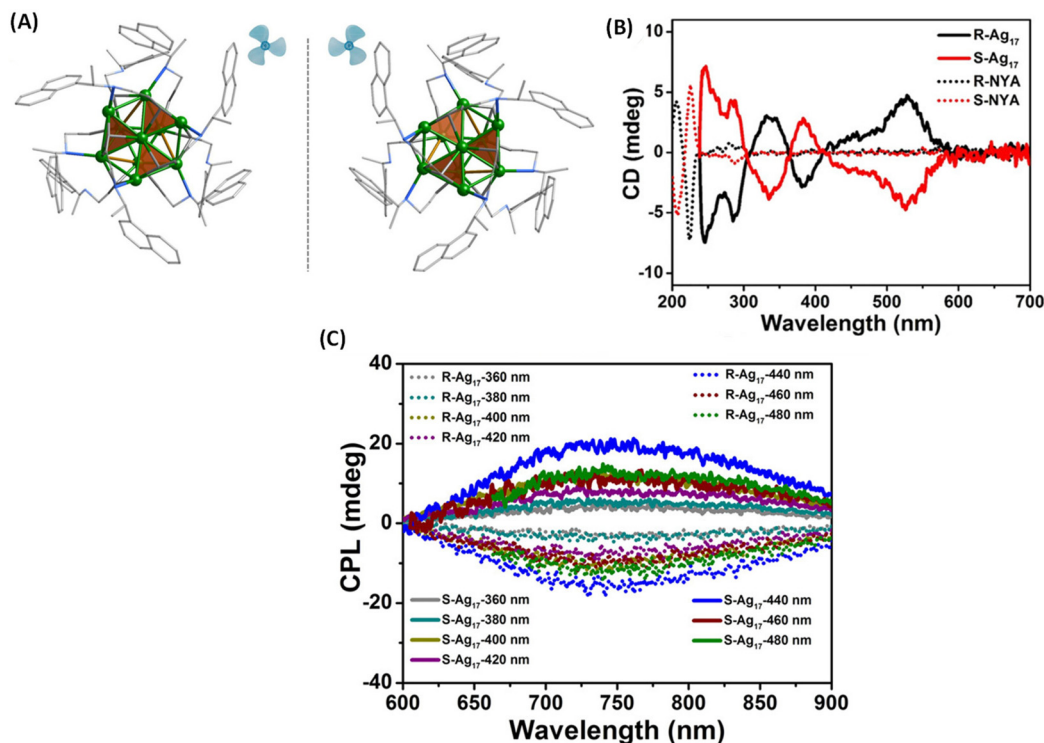 (A)
(B)
CD (mdeg)
10
5
0
-5
-10
R-Ag₁₇
S-Ag₁₇
R-NYA
S-NYA
200 300 400 500 600 700
Wavelength (nm)
(C)
CPL (mdeg)
40
20
0
-20
-40
R-Ag₁₇-360 nm
R-Ag₁₇-380 nm
R-Ag₁₇-400 nm
R-Ag₁₇-420 nm
R-Ag₁₇-440 nm
R-Ag₁₇-460 nm
R-Ag₁₇-480 nm
S-Ag₁₇-360 nm
S-Ag₁₇-380 nm
S-Ag₁₇-400 nm
S-Ag₁₇-420 nm
S-Ag₁₇-440 nm
S-Ag₁₇-460 nm
S-Ag₁₇-480 nm
600 650 700 750 800 850 900
Wavelength (nm)